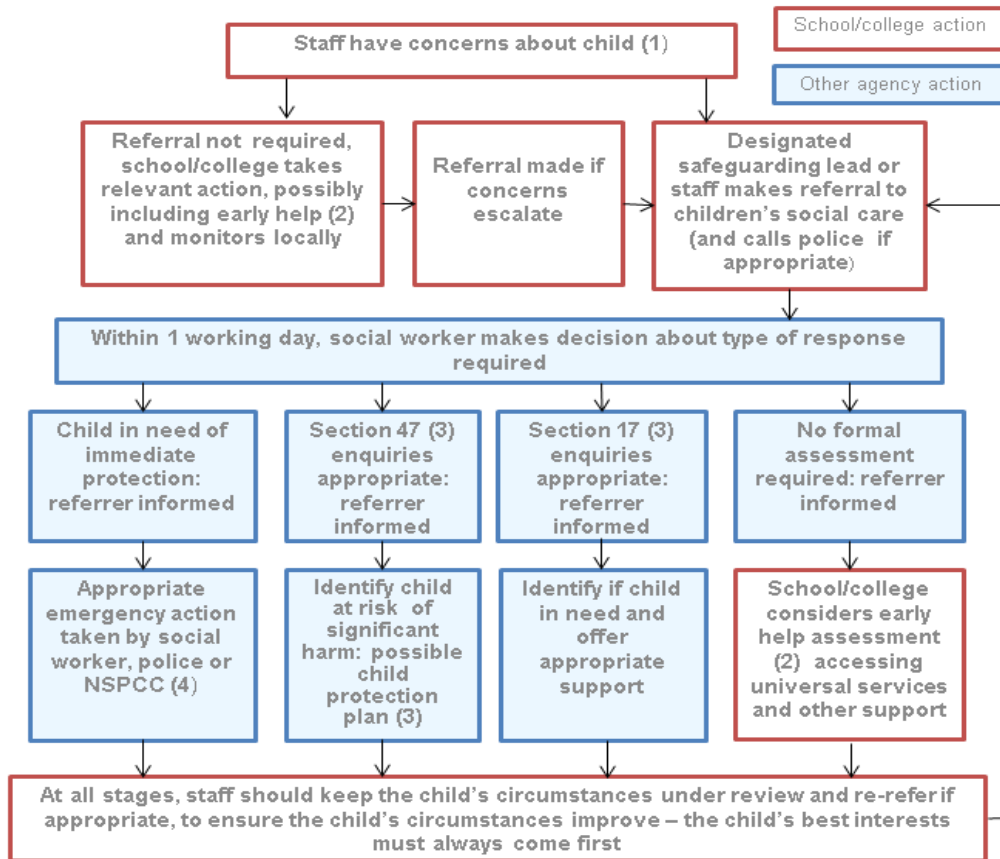 School/college action
Staff have concerns about child (1)
Other agency action
Referral not required,
school/college takes
relevant action, possibly
including early help (2)
and monitors locally
Referral made if
concerns
escalate
Designated
safeguarding lead or
staff makes referral to
children's social care
(and calls police if
appropriate)
Within 1 working day, social worker makes decision about type of response
required
Child in need of
immediate
protection:
referrer informed
Section 47 (3)
enquiries
appropriate:
referrer
informed
Section 17 (3)
enquiries
appropriate:
referrer
informed
No formal
assessment
required: referrer
informed
Appropriate
emergency action
taken by social
worker, police or
NSPCC (4)
Identify child
at risk of
significant
harm: possible
child
protection
plan (3)
Identify if child
in need and
offer
appropriate
support
School/college
considers early
help assessment
(2) accessing
universal services
and other support
At all stages, staff should keep the child's circumstances under review and re-refer if
appropriate, to ensure the child's circumstances improve – the child's best interests
must always come first